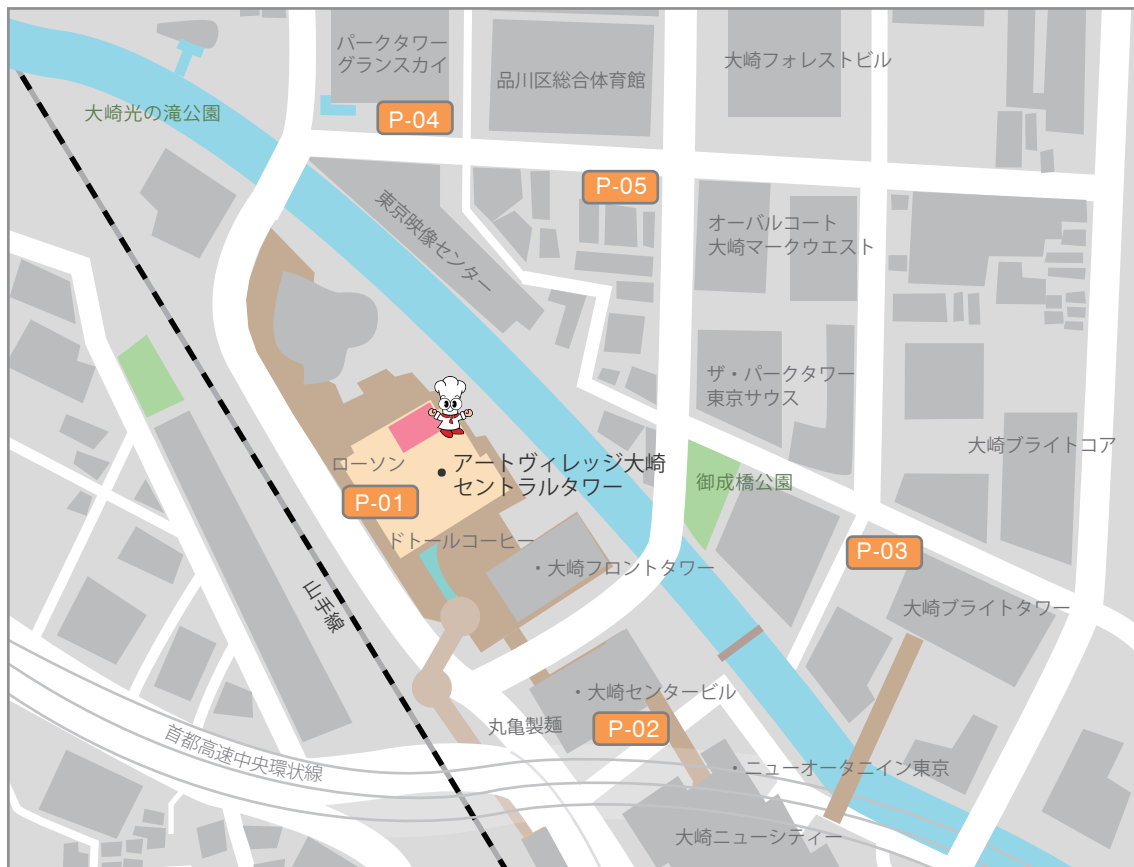 パークタワー
グランスカイ
品川区総合体育館
大崎フォレストビル
大崎光の滝公園
P-04
P-05
東京映像センター
オーバルコート
大崎マークウエスト
ザ・パークタワー
東京サウス
大崎ブライトコア
ローソン
アートヴィレッジ大崎
セントラルタワー
御成橋公園
P-01
ドトールコーヒー
・大崎フロントタワー
P-03
山手線
大崎ブライトタワー
・大崎センタービル
丸亀製麺
P-02
首都高速中央環状線
・ニューオータニイン東京
大崎ニューシティー